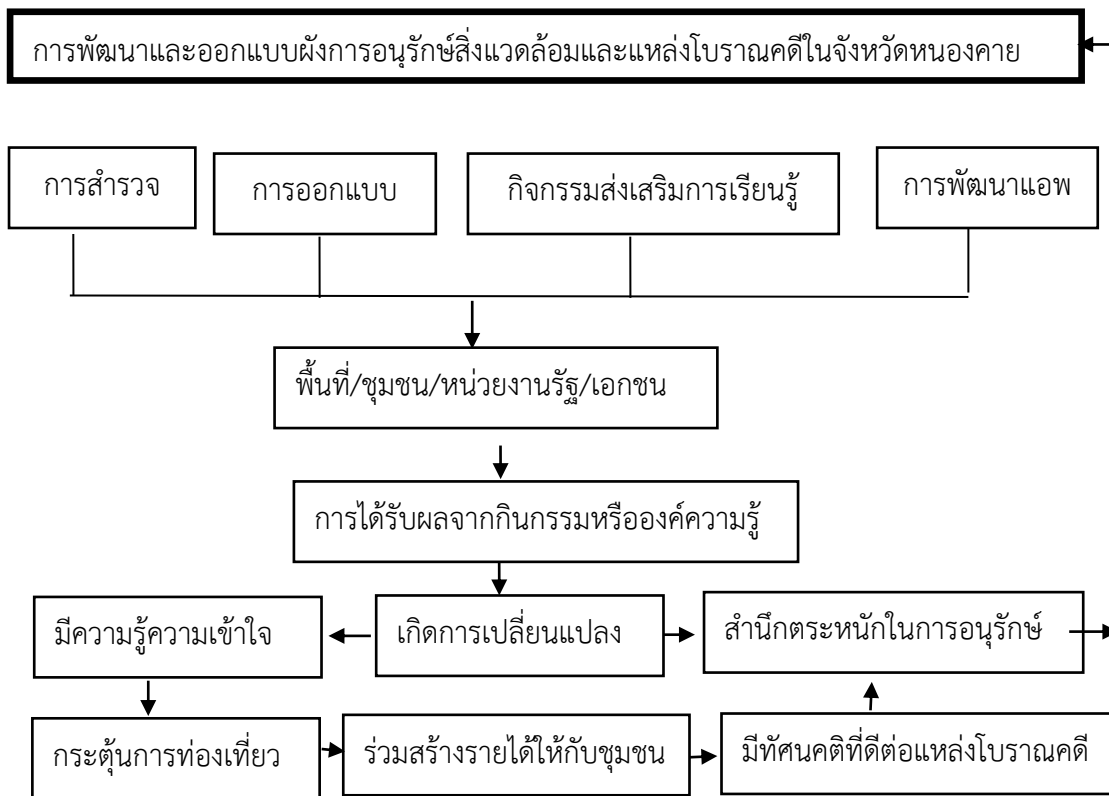 การพัฒนาและออกแบบผังการอนุรักษ์สิ่งแวดล้อมและแหล่งโบราณคดีในจังหวัดหนองคาย
การสำรวจ
การออกแบบ
กิจกรรมส่งเสริมการเรียนรู้
การพัฒนาแอพ
พื้นที่/ชุมชน/หน่วยงานรัฐ/เอกชน
การได้รับผลจากกินกรรมหรือองค์ความรู้
มีความรู้ความเข้าใจ
เกิดการเปลี่ยนแปลง
สำนึกตระหนักในการอนุรักษ์
กระตุ้นการท่องเที่ยว
ร่วมสร้างรายได้ให้กับชุมชน
มีทัศนคติที่ดีต่อแหล่งโบราณคดี